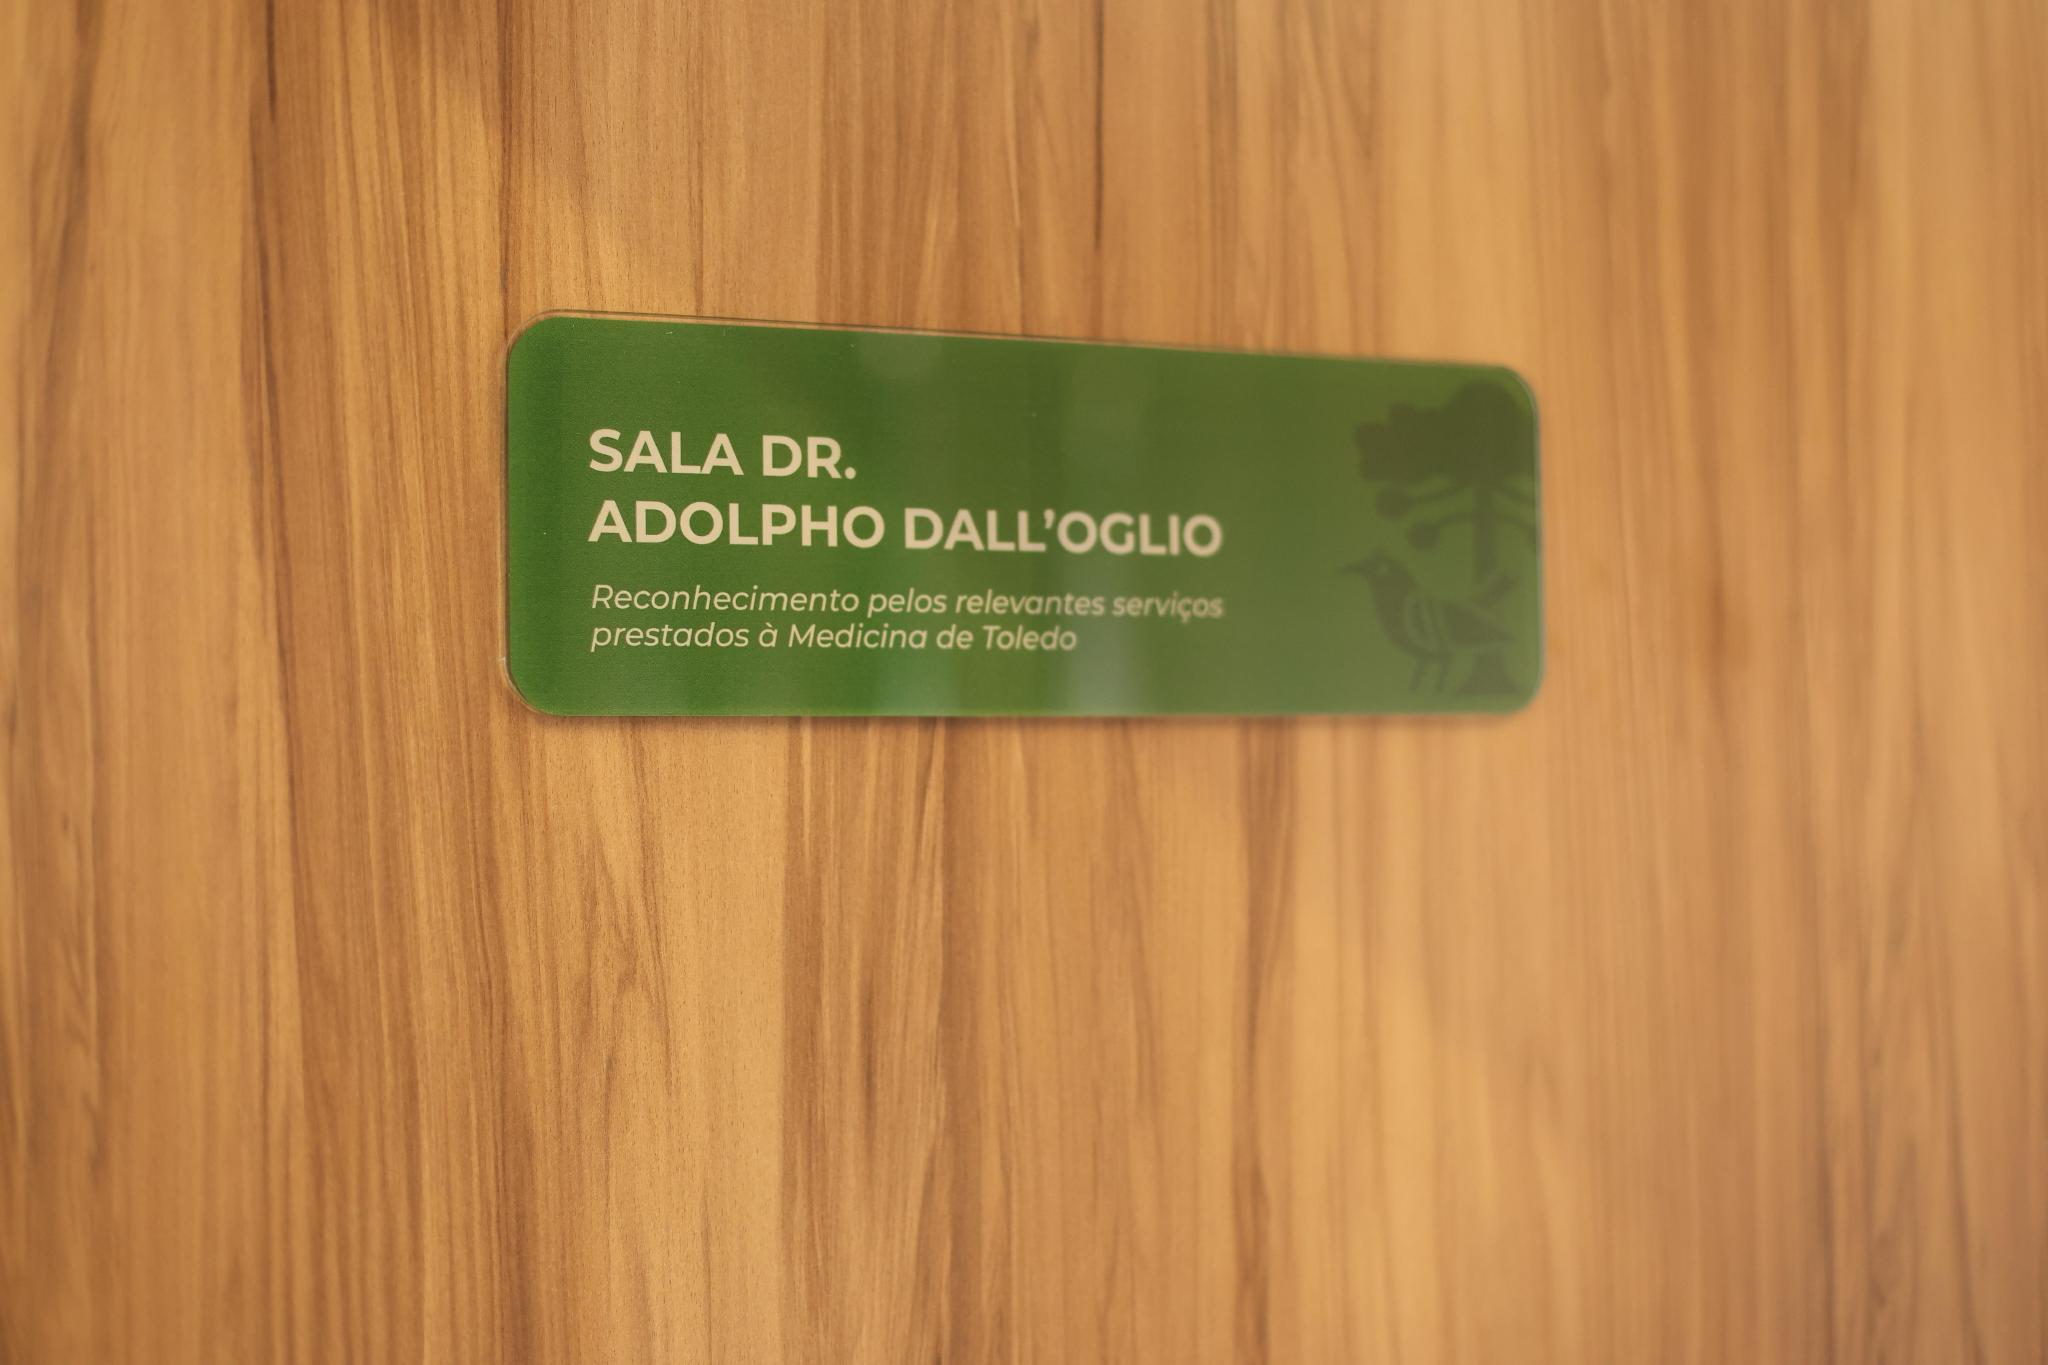 SALA DR.
ADOLPHO DALL’OGLIO
Reconhecimento pelos relevantes serviços
prestados à Medicina de Toledo